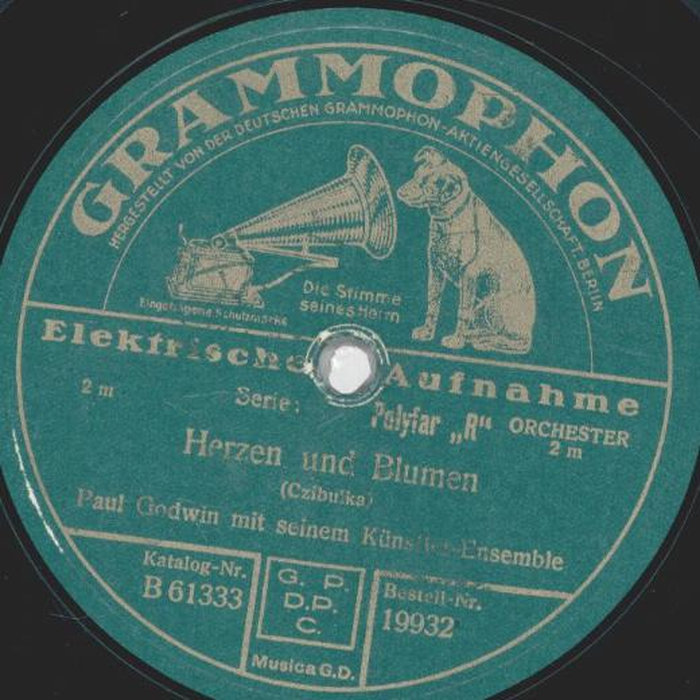 GRAMMOPHON
HERGESTELLT VON DER DEUTSCHEN GRAMMOPHON-AKTIENGESELLSCHAFT, BERLIN
Die Stimme
seines Herrn
Eingetragene Schutzmarke
Elektrische Aufnahme
2 m Serie: Polyfar „R“ ORCHESTER
2 m
Herzen und Blumen
(Czibulka)
Paul Godwin mit seinem Künstler-Ensemble
Katalog-Nr.
B 61333
G. P.
D.P.
C.
Bestell-Nr.
19932
Musica G.D.